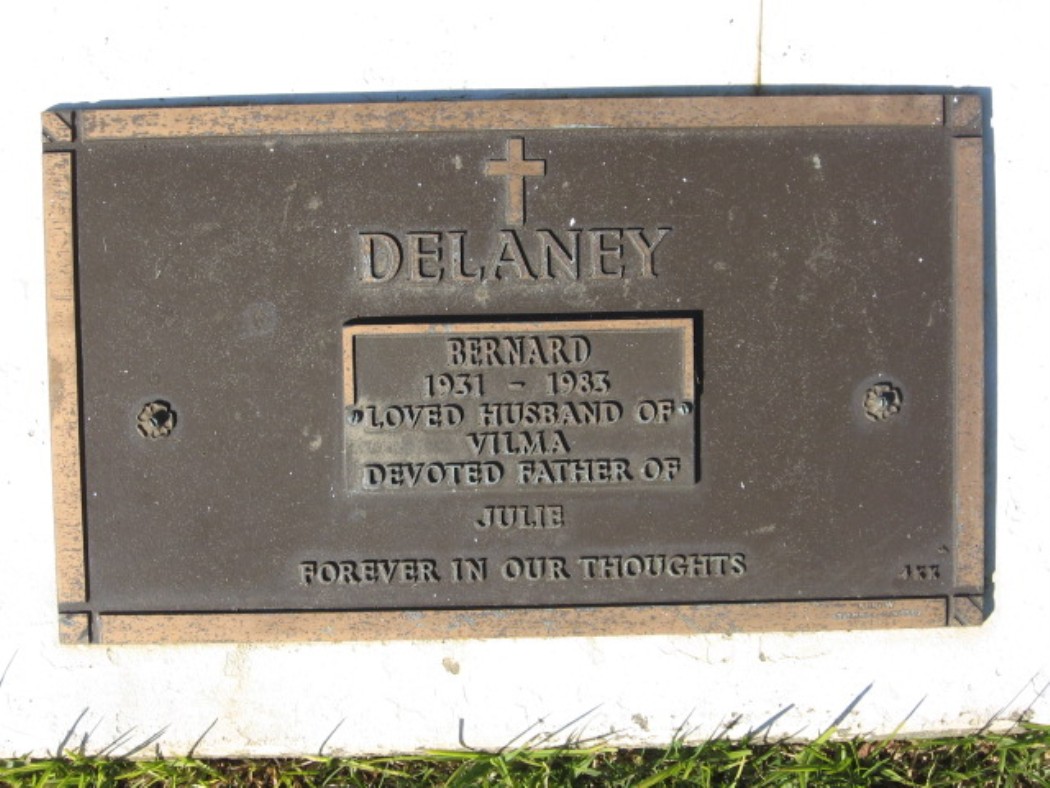 DELANEY
BERNARD
1931 - 1983
LOVED HUSBAND OF
VILMA
DEVOTED FATHER OF
JULIE
FOREVER IN OUR THOUGHTS